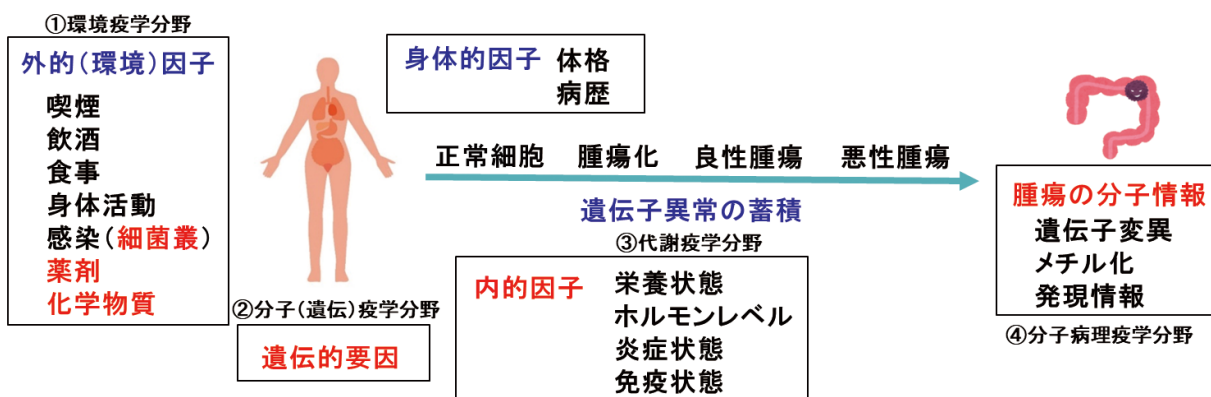 ①環境疫学分野
外的(環境)因子
喫煙
飲酒
食事
身体活動
感染(細菌叢)
薬剤
化学物質
②分子(遺伝)疫学分野
遺伝的要因
身体的因子 体格
病歴
正常細胞 腫瘍化 良性腫瘍 悪性腫瘍
遺伝子異常の蓄積
③代謝疫学分野
内的因子 栄養状態
ホルモンレベル
炎症状態
免疫状態
腫瘍の分子情報
遺伝子変異
メチル化
発現情報
④分子病理疫学分野